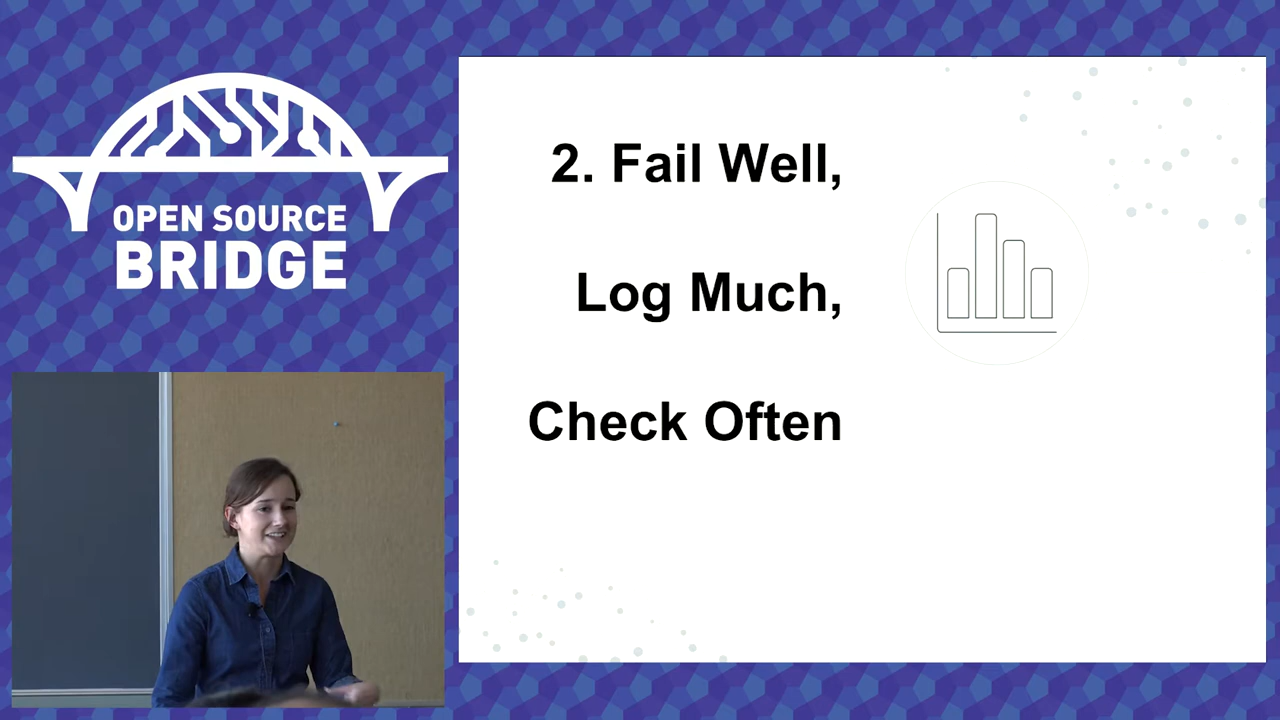 OPEN SOURCE
BRIDGE
2. Fail Well,
Log Much,
Check Often